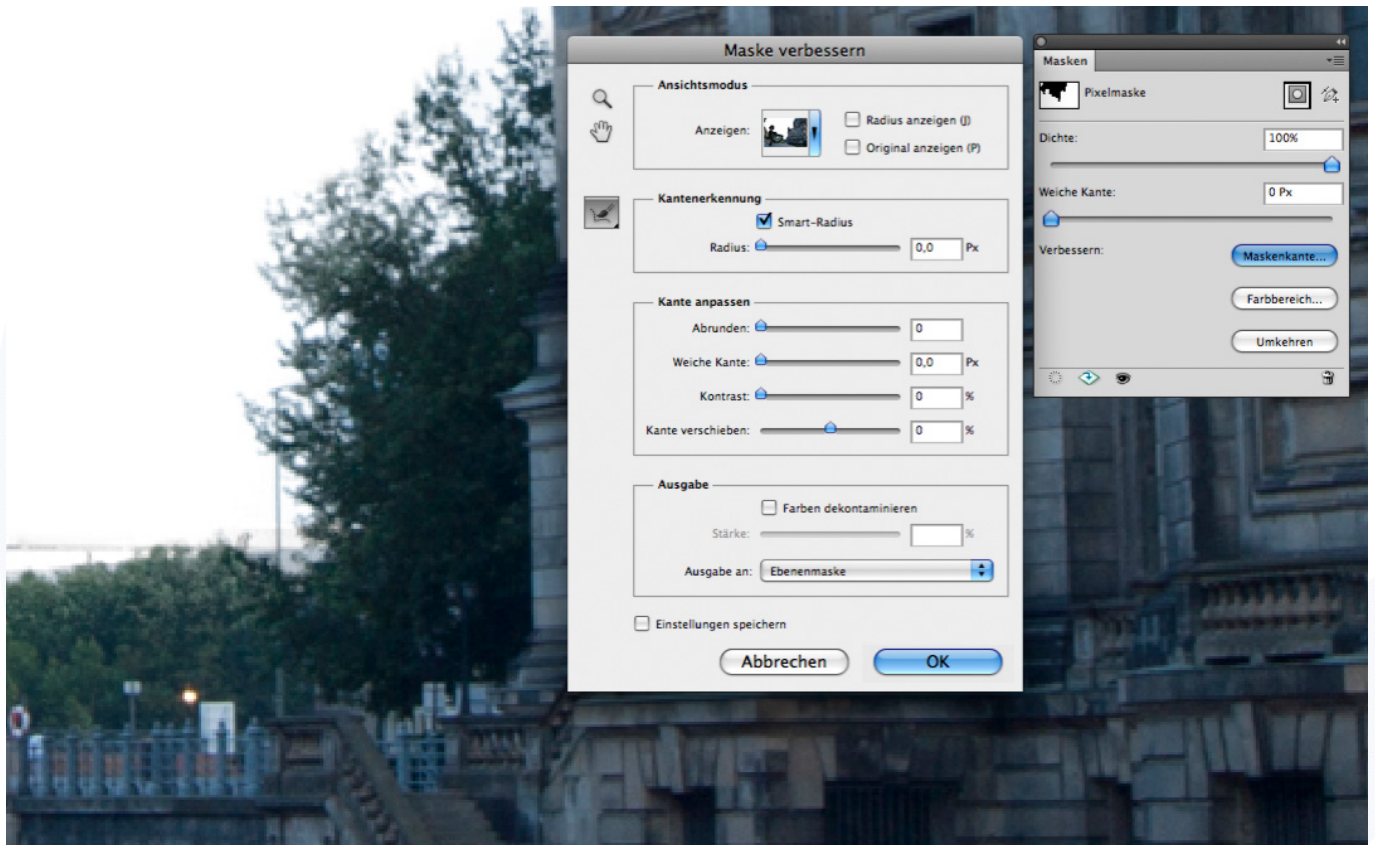 Maske verbessern
Ansichtsmodus
Anzeigen:
Radius anzeigen (J)
Original anzeigen (P)
Kantenerkennung
Smart-Radius
Radius: 0,0 Px
Kante anpassen
Abrunden: 0
Weiche Kante: 0,0 Px
Kontrast: 0 %
Kante verschieben: 0 %
Ausgabe
Farben dekontaminieren
Stärke: %
Ausgabe an: Ebenenmaske
Einstellungen speichern
Abbrechen OK
Masken
Pixelmaske
Dichte: 100%
Weiche Kante: 0 Px
Verbessern: Maskenkante...
Farbbereich...
Umkehren